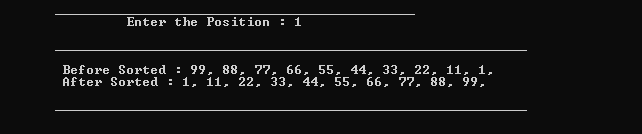 Enter the Position : 1
Before Sorted : 99, 88, 77, 66, 55, 44, 33, 22, 11, 1,
After Sorted : 1, 11, 22, 33, 44, 55, 66, 77, 88, 99,